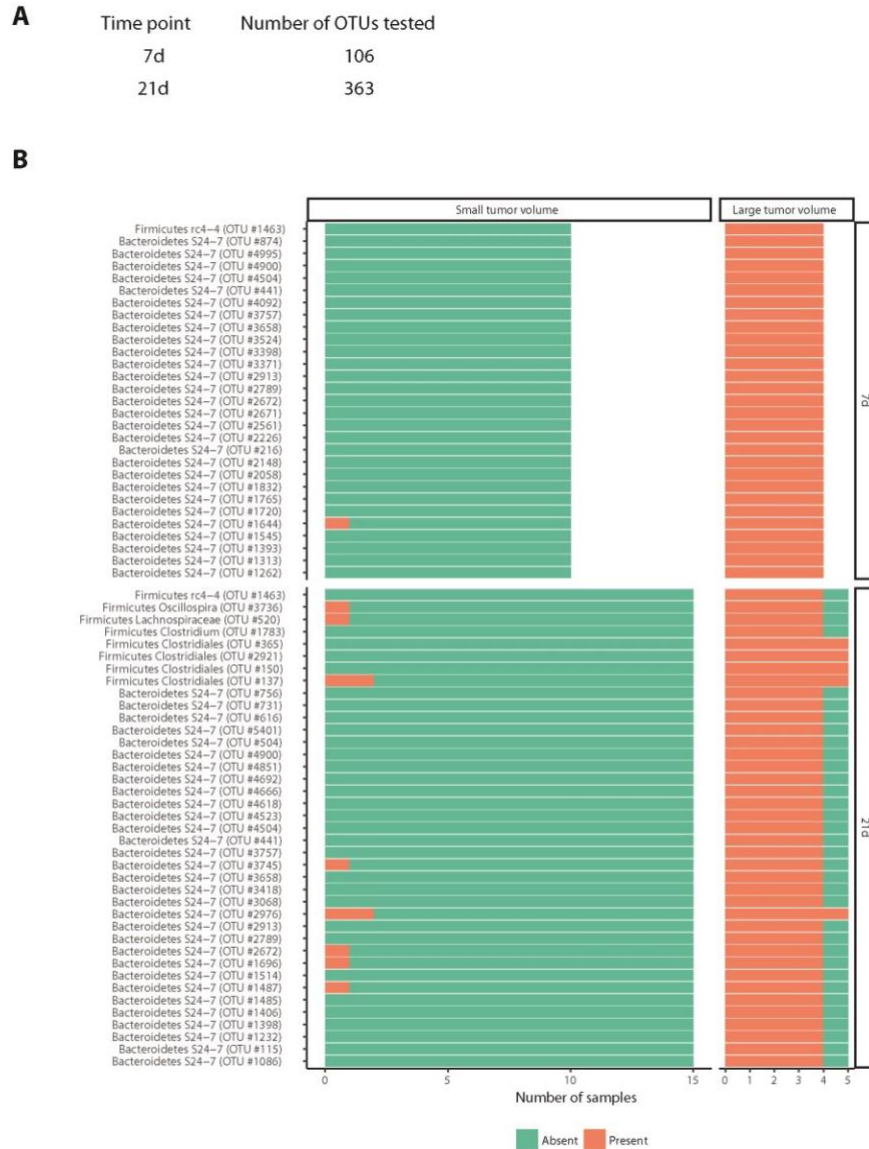 A
Time point Number of OTUs tested
7d 106
21d 363
B
Small tumor volume Large tumor volume
Firmicutes rc4-4 (OTU #1463)
Bacteroidetes S24-7 (OTU #874)
Bacteroidetes S24-7 (OTU #4995)
Bacteroidetes S24-7 (OTU #4900)
Bacteroidetes S24-7 (OTU #4504)
Bacteroidetes S24-7 (OTU #441)
Bacteroidetes S24-7 (OTU #4092)
Bacteroidetes S24-7 (OTU #3757)
Bacteroidetes S24-7 (OTU #3658)
Bacteroidetes S24-7 (OTU #3524)
Bacteroidetes S24-7 (OTU #3398)
Bacteroidetes S24-7 (OTU #3371)
Bacteroidetes S24-7 (OTU #2913)
Bacteroidetes S24-7 (OTU #2789)
Bacteroidetes S24-7 (OTU #2672)
Bacteroidetes S24-7 (OTU #2671)
Bacteroidetes S24-7 (OTU #2561)
Bacteroidetes S24-7 (OTU #2226)
Bacteroidetes S24-7 (OTU #216)
Bacteroidetes S24-7 (OTU #2148)
Bacteroidetes S24-7 (OTU #2058)
Bacteroidetes S24-7 (OTU #1832)
Bacteroidetes S24-7 (OTU #1765)
Bacteroidetes S24-7 (OTU #1720)
Bacteroidetes S24-7 (OTU #1644)
Bacteroidetes S24-7 (OTU #1545)
Bacteroidetes S24-7 (OTU #1393)
Bacteroidetes S24-7 (OTU #1313)
Bacteroidetes S24-7 (OTU #1262)
7d
Firmicutes rc4-4 (OTU #1463)
Firmicutes Oscillospira (OTU #3736)
Firmicutes Lachnospiraceae (OTU #520)
Firmicutes Clostridium (OTU #1783)
Firmicutes Clostridiales (OTU #365)
Firmicutes Clostridiales (OTU #2921)
Firmicutes Clostridiales (OTU #150)
Firmicutes Clostridiales (OTU #137)
Bacteroidetes S24-7 (OTU #756)
Bacteroidetes S24-7 (OTU #731)
Bacteroidetes S24-7 (OTU #616)
Bacteroidetes S24-7 (OTU #5401)
Bacteroidetes S24-7 (OTU #504)
Bacteroidetes S24-7 (OTU #4900)
Bacteroidetes S24-7 (OTU #4851)
Bacteroidetes S24-7 (OTU #4692)
Bacteroidetes S24-7 (OTU #4666)
Bacteroidetes S24-7 (OTU #4618)
Bacteroidetes S24-7 (OTU #4523)
Bacteroidetes S24-7 (OTU #4504)
Bacteroidetes S24-7 (OTU #441)
Bacteroidetes S24-7 (OTU #3757)
Bacteroidetes S24-7 (OTU #3745)
Bacteroidetes S24-7 (OTU #3658)
Bacteroidetes S24-7 (OTU #3418)
Bacteroidetes S24-7 (OTU #3068)
Bacteroidetes S24-7 (OTU #2976)
Bacteroidetes S24-7 (OTU #2913)
Bacteroidetes S24-7 (OTU #2789)
Bacteroidetes S24-7 (OTU #2672)
Bacteroidetes S24-7 (OTU #1696)
Bacteroidetes S24-7 (OTU #1514)
Bacteroidetes S24-7 (OTU #1487)
Bacteroidetes S24-7 (OTU #1485)
Bacteroidetes S24-7 (OTU #1406)
Bacteroidetes S24-7 (OTU #1398)
Bacteroidetes S24-7 (OTU #1232)
Bacteroidetes S24-7 (OTU #115)
Bacteroidetes S24-7 (OTU #1086)
21d
0 5 10 15 0 1 2 3 4 5
Number of samples
Absent Present